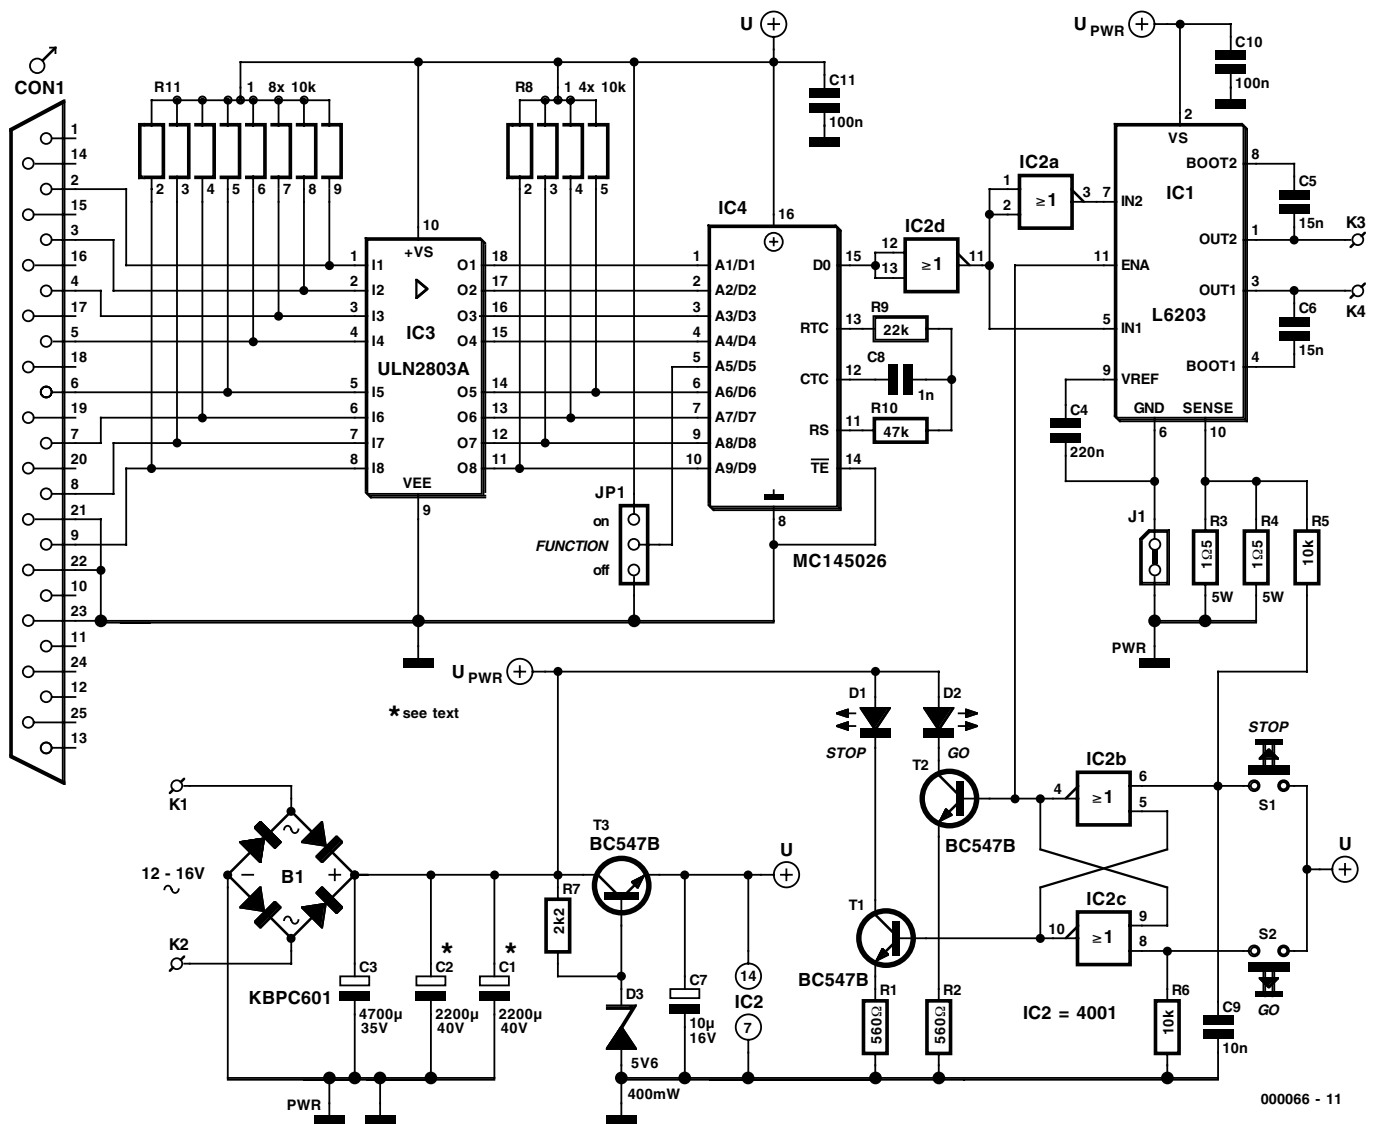 U
U PWR
CON1
R11
1
8x 10k
R8
1
4x 10k
C11
100n
C10
100n
1
14
2
15
3
16
4
17
5
18
6
19
7
20
8
21
9
22
10
23
11
24
12
25
13
2 3 4 5 6 7 8 9
2 3 4 5
10
+VS
IC3
ULN2803A
VEE
9
1 I1 O1 18
2 I2 O2 17
3 I3 O3 16
4 I4 O4 15
5 I5 O5 14
6 I6 O6 13
7 I7 O7 12
8 I8 O8 11
IC4
16
1 A1/D1 D0 15
2 A2/D2
3 A3/D3 RTC 13
4 A4/D4
5 A5/D5 CTC 12
6 A6/D6
7 A7/D7 RS 11
9 A8/D8
10 A9/D9 TE 14
8
MC145026
R9
22k
C8
1n
R10
47k
IC2d
12
13
≥1
11
IC2a
1
2
≥1
3
2
VS
IC1
L6203
7 IN2
11 ENA
5 IN1
9 VREF
BOOT2 8
OUT2 1
OUT1 3
BOOT1 4
GND
6
SENSE
10
C5
15n
C6
15n
K3
K4
C4
220n
JP1
on
FUNCTION
off
J1
R3
1Ω5
5W
R4
1Ω5
5W
R5
10k
PWR
U PWR
* see text
D1
STOP
D2
GO
T2
BC547B
T1
BC547B
IC2b
4
≥1
6
5
IC2c
10
≥1
9
8
STOP
S1
U
S2
GO
K1
12 - 16V
~
K2
B1
~
−
+
~
KBPC601
C3
4700µ
35V
*
C2
2200µ
40V
*
C1
2200µ
40V
R7
2k2
T3
BC547B
U
D3
5V6
400mW
C7
10µ
16V
14
IC2
7
R1
560Ω
R2
560Ω
IC2 = 4001
R6
10k
C9
10n
PWR
000066 - 11